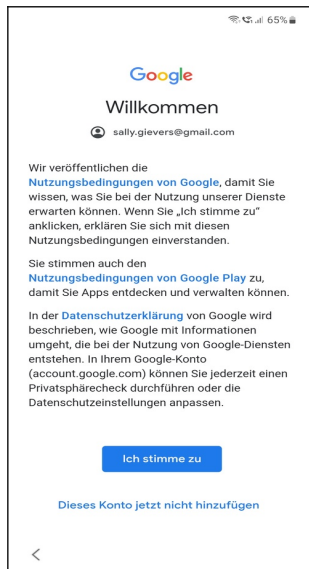 65%
Google
Willkommen
sally.gievers@gmail.com
Wir veröffentlichen die
Nutzungsbedingungen von Google, damit Sie
wissen, was Sie bei der Nutzung unserer Dienste
erwarten können. Wenn Sie „Ich stimme zu“
anklicken, erklären Sie sich mit diesen
Nutzungsbedingungen einverstanden.
Sie stimmen auch den
Nutzungsbedingungen von Google Play zu,
damit Sie Apps entdecken und verwalten können.
In der Datenschutzerklärung von Google wird
beschrieben, wie Google mit Informationen
umgeht, die bei der Nutzung von Google-Diensten
entstehen. In Ihrem Google-Konto
(account.google.com) können Sie jederzeit einen
Privatsphärecheck durchführen oder die
Datenschutzeinstellungen anpassen.
Ich stimme zu
Dieses Konto jetzt nicht hinzufügen